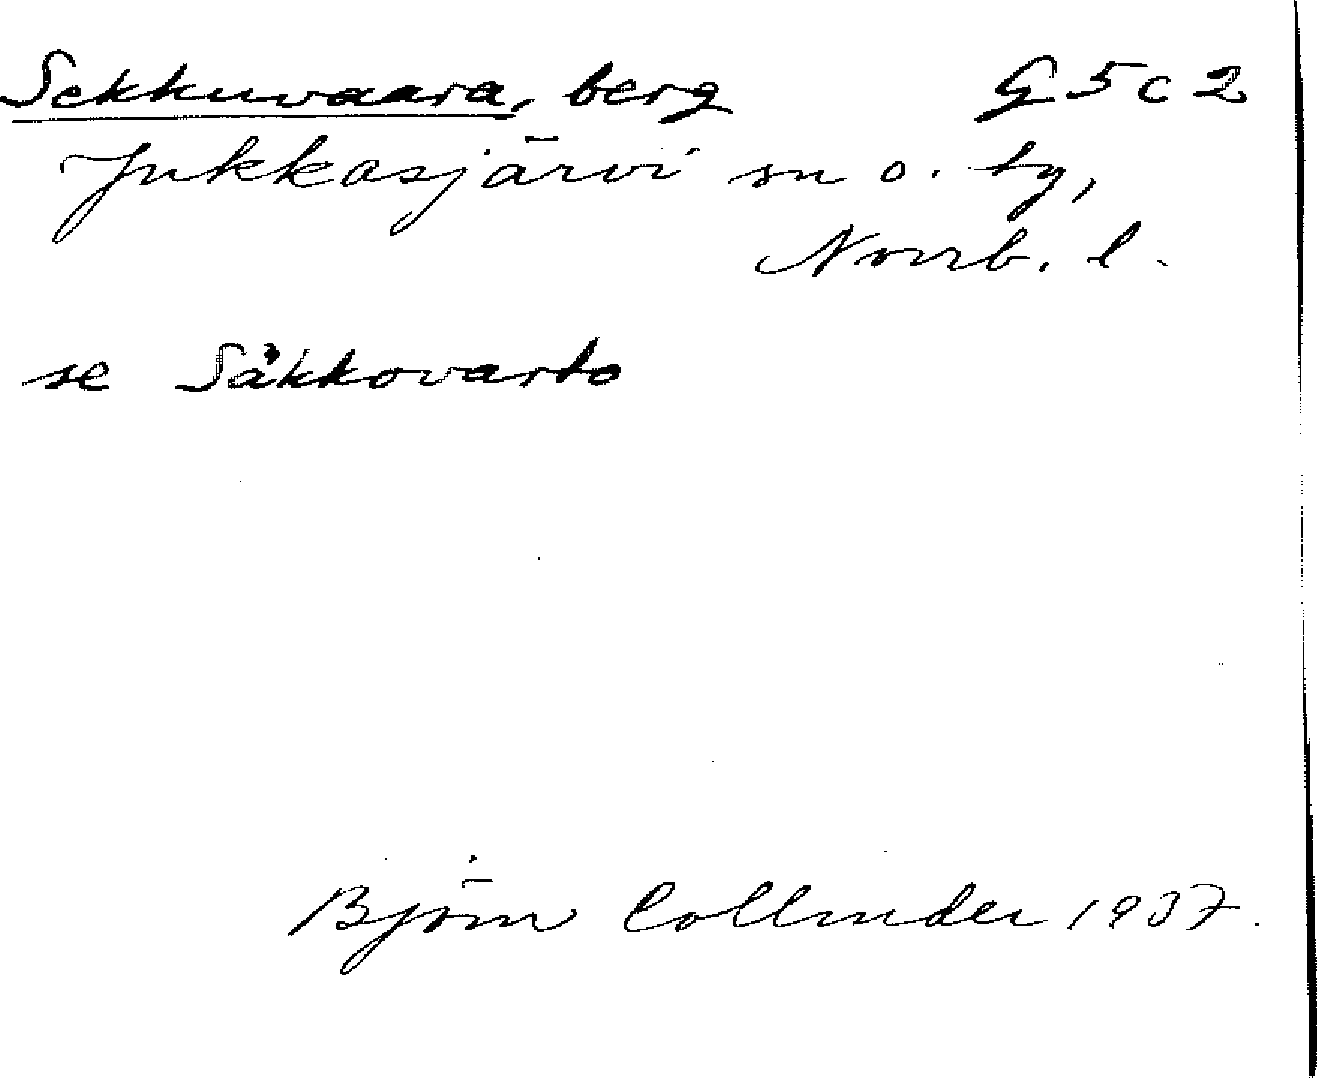 Sekkuvaara, berg G 5 c 2
Jukkasjärvi sn o. tg,
Norrb. l.
se Såkkovarto
Björn Collinder 1937.